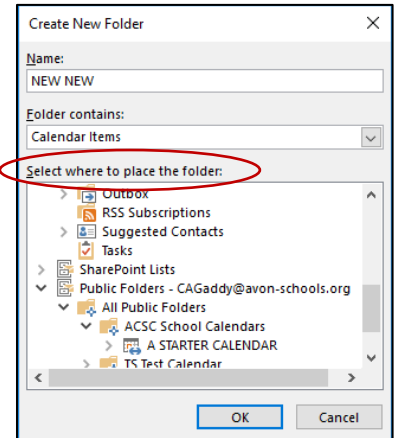 Create New Folder
Name:
NEW NEW
Folder contains:
Calendar Items
Select where to place the folder:
Outbox
RSS Subscriptions
Suggested Contacts
Tasks
SharePoint Lists
Public Folders - CAGaddy@avon-schools.org
All Public Folders
ACSC School Calendars
A STARTER CALENDAR
TS Test Calendar
OK Cancel